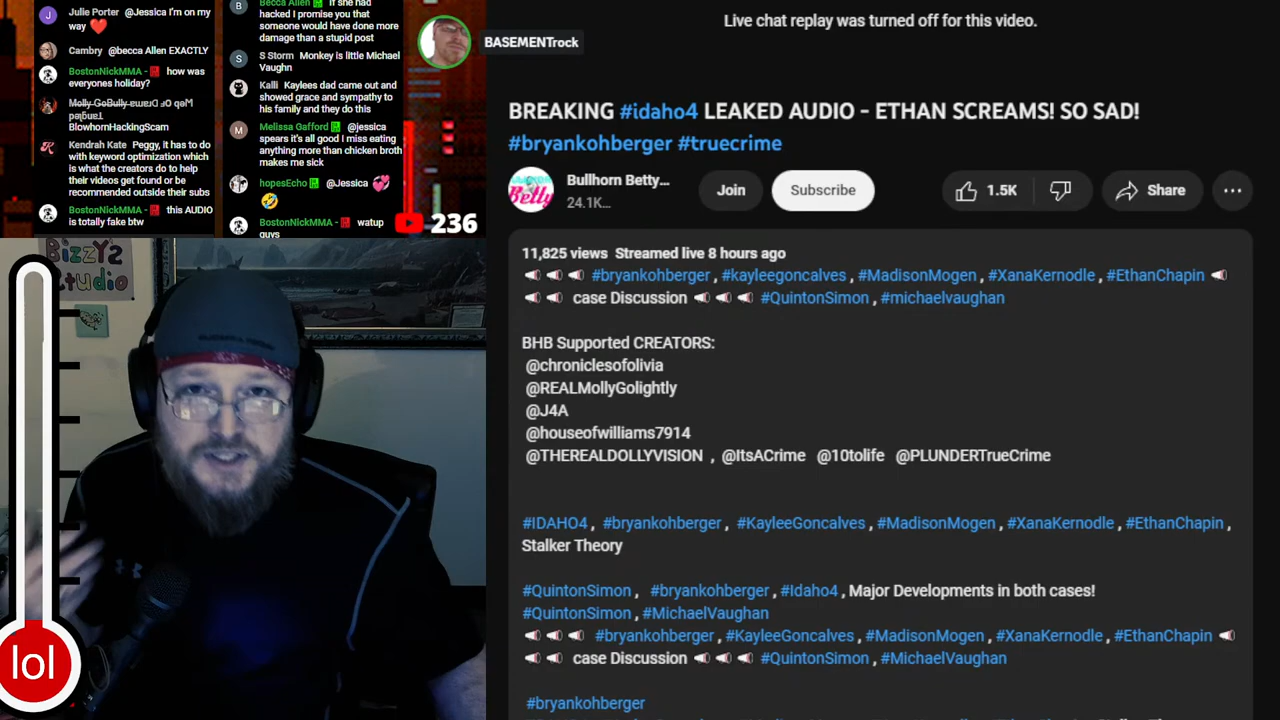 Julie Porter @Jessica I'm on my
way ❤️
Cambry @becca Allen EXACTLY
BostonNickMMA - how was
everyones holiday?
BlowhornHackingScam
Kendrah Kate Peggy, it has to do
with keyword optimization which
is what the creators do to help
their videos get found or be
recommended outside their subs
BostonNickMMA - this AUDIO
is totally fake btw
Becca Allen If she had
hacked I promise you that
someone would have done more
damage than a stupid post
S Storm Monkey is little Michael
Vaughn
Kalli Kaylees dad came out and
showed grace and sympathy to
his family and they do this
Melissa Gafford @jessica
spears it's all good I miss eating
anything more than chicken broth
makes me sick
hopesEcho @Jessica 💞
🤣
BostonNickMMA - watup
guys
236
BASEMENTrock
BizzY'z
Studio
lol
Live chat replay was turned off for this video.
BREAKING #idaho4 LEAKED AUDIO - ETHAN SCREAMS! SO SAD!
#bryankohberger #truecrime
Betty
Bullhorn Betty...
24.1K...
Join
Subscribe
1.5K
Share
11,825 views Streamed live 8 hours ago
📢 📢 📢 #bryankohberger , #kayleegoncalves , #MadisonMogen , #XanaKernodle , #EthanChapin 📢
📢 📢 case Discussion 📢 📢 📢 #QuintonSimon , #michaelvaughan
BHB Supported CREATORS:
@chroniclesofolivia
@REALMollyGolightly
@J4A
@houseofwilliams7914
@THEREALDOLLYVISION , @ItsACrime @10tolife @PLUNDERTrueCrime
#IDAHO4 , #bryankohberger , #KayleeGoncalves , #MadisonMogen , #XanaKernodle , #EthanChapin ,
Stalker Theory
#QuintonSimon , #bryankohberger , #Idaho4 , Major Developments in both cases!
#QuintonSimon , #MichaelVaughan
📢 📢 📢 #bryankohberger , #KayleeGoncalves , #MadisonMogen , #XanaKernodle , #EthanChapin 📢
📢 📢 case Discussion 📢 📢 📢 #QuintonSimon , #MichaelVaughan
#bryankohberger